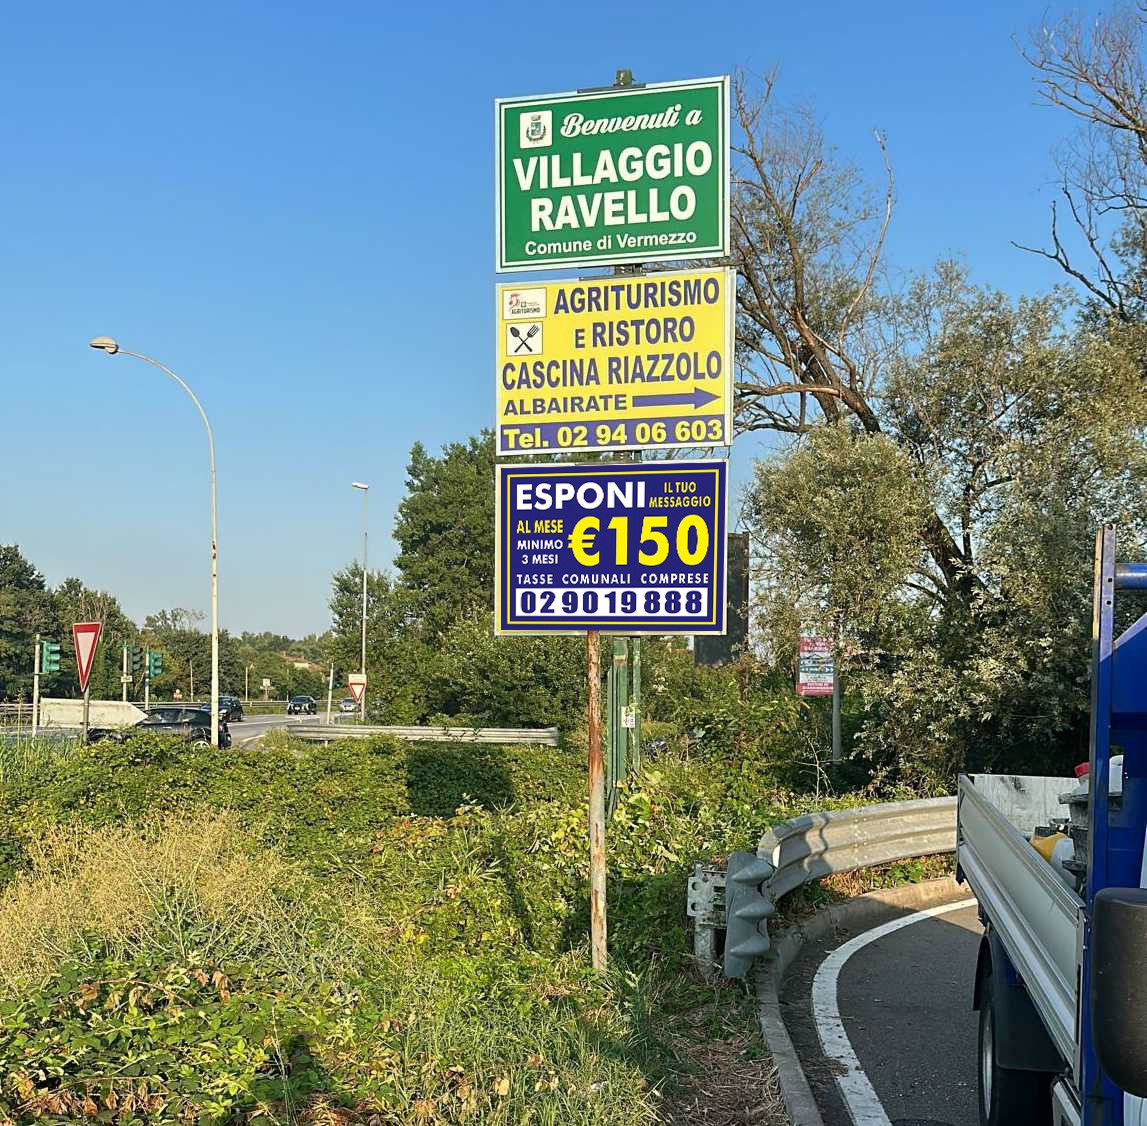 Benvenuti a
VILLAGGIO
RAVELLO
Comune di Vermezzo
AGRITURISMO
AGRITURISMO
E RISTORO
CASCINA RIAZZOLO
ALBAIRATE
Tel. 02 94 06 603
ESPONI IL TUO MESSAGGIO
AL MESE
MINIMO
3 MESI
€150
TASSE COMUNALI COMPRESE
029019888